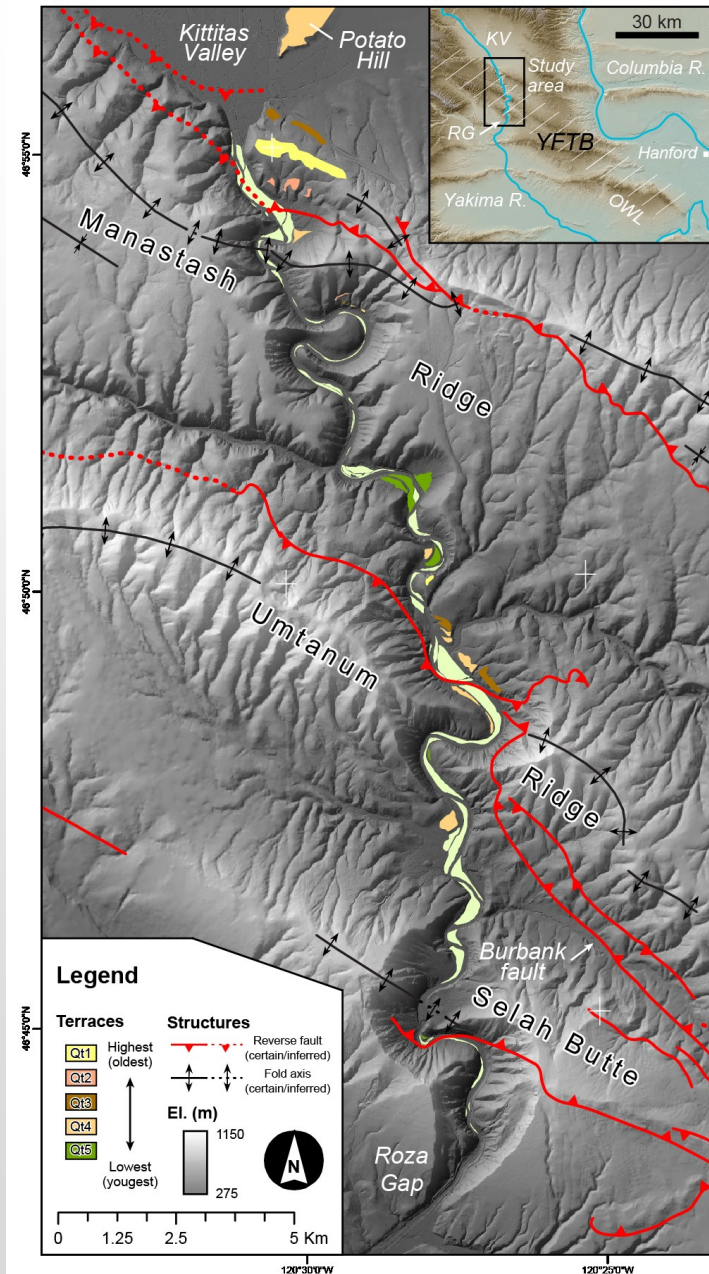 Kittitas
Valley
Potato
Hill
30 km
KV
Study
area
Columbia R.
RG
YFTB
Hanford
Yakima R.
OWL
46°55'0"N
Manastash
Ridge
46°50'0"N
Umtanum
Ridge
Burbank
fault
Selah Butte
46°45'0"N
Roza
Gap
Legend
Terraces
Qt1
Qt2
Qt3
Qt4
Qt5
Highest
(oldest)
Lowest
(yougest)
Structures
Reverse fault
(certain/inferred)
Fold axis
(certain/inferred)
El. (m)
1150
275
N
0 1.25 2.5 5 Km
120°30'0"W
120°25'0"W